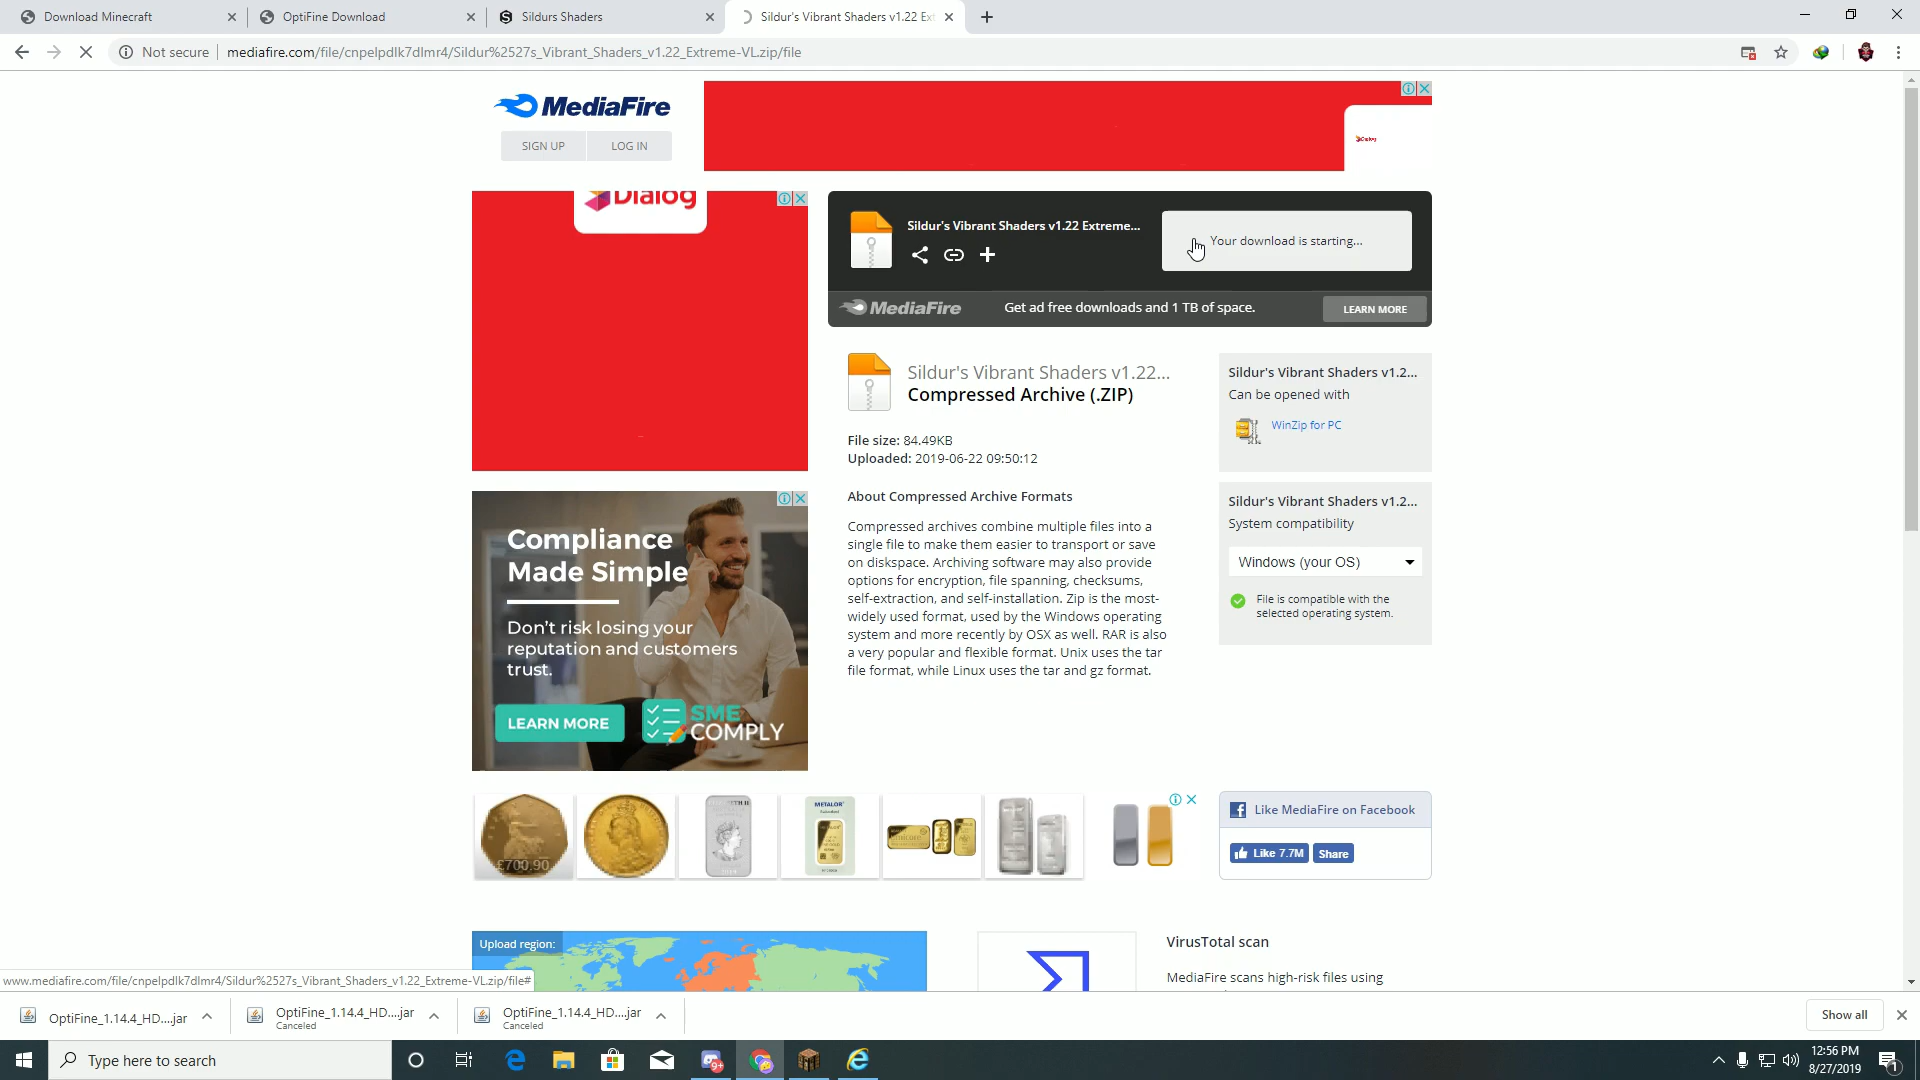 Download Minecraft
OptiFine Download
Sildurs Shaders
Sildur's Vibrant Shaders v1.22 Ext
Not secure
mediafire.com/file/cnpelpdlk7dlmr4/Sildur%2527s_Vibrant_Shaders_v1.22_Extreme-VL.zip/file
MediaFire
SIGN UP
LOG IN
Dialog
Dialog
Sildur's Vibrant Shaders v1.22 Extreme...
Your download is starting...
MediaFire
Get ad free downloads and 1 TB of space.
LEARN MORE
Sildur's Vibrant Shaders v1.22...
Compressed Archive (.ZIP)
File size: 84.49KB
Uploaded: 2019-06-22 09:50:12
About Compressed Archive Formats
Compressed archives combine multiple files into a
single file to make them easier to transport or save
on diskspace. Archiving software may also provide
options for encryption, file spanning, checksums,
self-extraction, and self-installation. Zip is the most-
widely used format, used by the Windows operating
system and more recently by OSX as well. RAR is also
a very popular and flexible format. Unix uses the tar
file format, while Linux uses the tar and gz format.
Sildur's Vibrant Shaders v1.2...
Can be opened with
WinZip for PC
Sildur's Vibrant Shaders v1.2...
System compatibility
Windows (your OS)
File is compatible with the
selected operating system.
Compliance
Made Simple
Don't risk losing your
reputation and customers
trust.
LEARN MORE
SME
COMPLY
£700.90
METALOR
Like MediaFire on Facebook
Like 7.7M
Share
Upload region:
VirusTotal scan
MediaFire scans high-risk files using
www.mediafire.com/file/cnpelpdlk7dlmr4/Sildur%2527s_Vibrant_Shaders_v1.22_Extreme-VL.zip/file#
OptiFine_1.14.4_HD....jar
OptiFine_1.14.4_HD....jar
Canceled
OptiFine_1.14.4_HD....jar
Canceled
Show all
Type here to search
9+
12:56 PM
8/27/2019
1